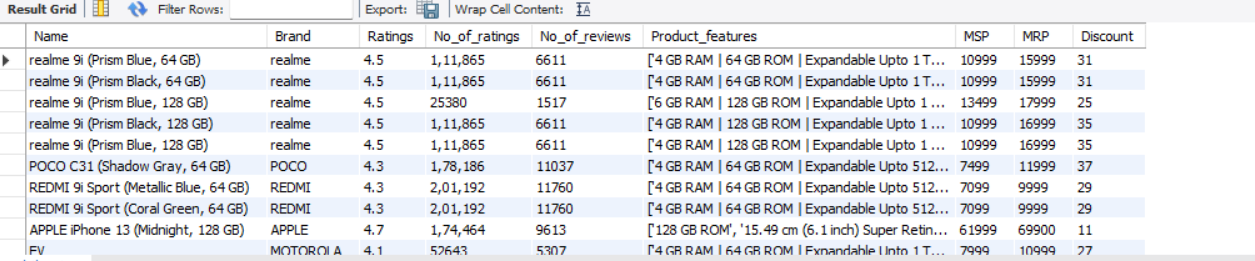 Result Grid Filter Rows: Export: Wrap Cell Content: IA
Name Brand Ratings No_of_ratings No_of_reviews Product_features MSP MRP Discount
realme 9i (Prism Blue, 64 GB) realme 4.5 1,11,865 6611 ['4 GB RAM | 64 GB ROM | Expandable Upto 1 T... 10999 15999 31
realme 9i (Prism Black, 64 GB) realme 4.5 1,11,865 6611 ['4 GB RAM | 64 GB ROM | Expandable Upto 1 T... 10999 15999 31
realme 9i (Prism Blue, 128 GB) realme 4.5 25380 1517 ['6 GB RAM | 128 GB ROM | Expandable Upto 1 ... 13499 17999 25
realme 9i (Prism Black, 128 GB) realme 4.5 1,11,865 6611 ['4 GB RAM | 128 GB ROM | Expandable Upto 1 ... 10999 16999 35
realme 9i (Prism Blue, 128 GB) realme 4.5 1,11,865 6611 ['4 GB RAM | 128 GB ROM | Expandable Upto 1 ... 10999 16999 35
POCO C31 (Shadow Gray, 64 GB) POCO 4.3 1,78,186 11037 ['4 GB RAM | 64 GB ROM | Expandable Upto 512... 7499 11999 37
REDMI 9i Sport (Metallic Blue, 64 GB) REDMI 4.3 2,01,192 11760 ['4 GB RAM | 64 GB ROM | Expandable Upto 512... 7099 9999 29
REDMI 9i Sport (Coral Green, 64 GB) REDMI 4.3 2,01,192 11760 ['4 GB RAM | 64 GB ROM | Expandable Upto 512... 7099 9999 29
APPLE iPhone 13 (Midnight, 128 GB) APPLE 4.7 1,74,464 9613 ['128 GB ROM', '15.49 cm (6.1 inch) Super Retin... 61999 69900 11
MOTOROLA 4.1 52643 5307 ['4 GB RAM | 64 GB ROM | Expandable Upto 1 T... 7999 10999 27